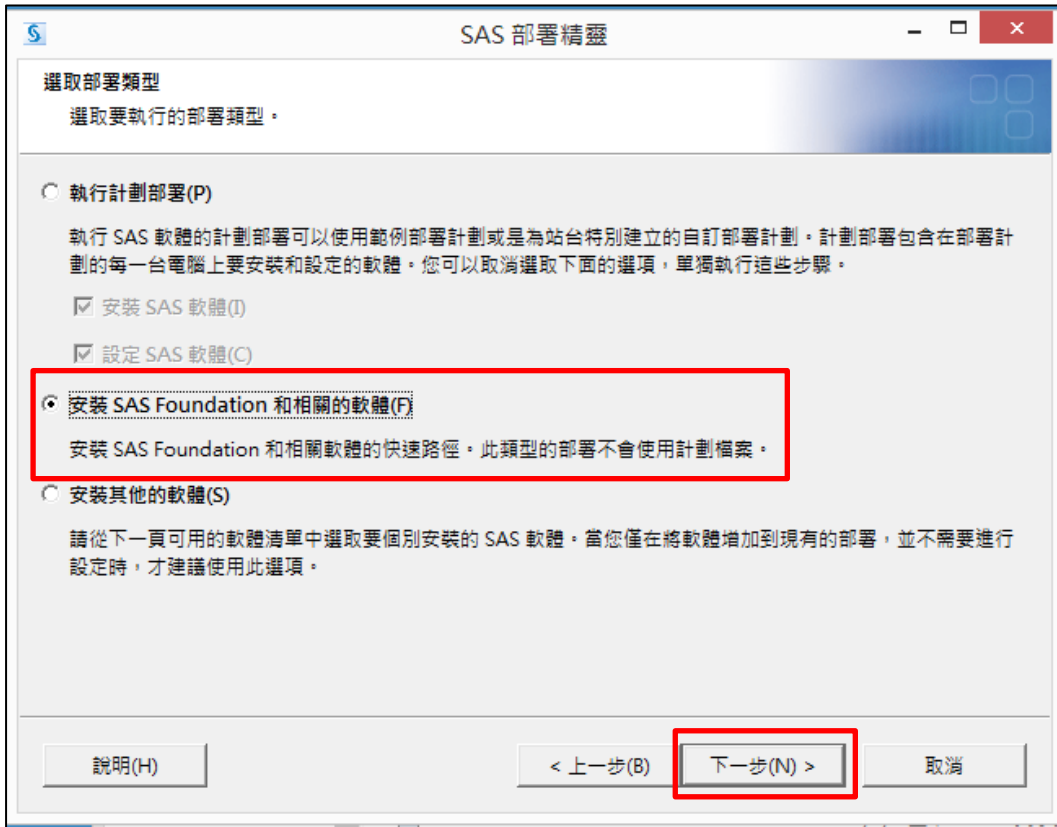 SAS 部署精靈
選取部署類型
選取要執行的部署類型。
執行計劃部署(P)
執行 SAS 軟體的計劃部署可以使用範例部署計劃或是為站台特別建立的自訂部署計劃。計劃部署包含在部署計
劃的每一台電腦上要安裝和設定的軟體。您可以取消選取下面的選項，單獨執行這些步驟。
安裝 SAS 軟體(I)
設定 SAS 軟體(C)
安裝 SAS Foundation 和相關的軟體(F)
安裝 SAS Foundation 和相關軟體的快速路徑。此類型的部署不會使用計劃檔案。
安裝其他的軟體(S)
請從下一頁可用的軟體清單中選取要個別安裝的 SAS 軟體。當您僅在將軟體增加到現有的部署，並不需要進行
設定時，才建議使用此選項。
說明(H)
< 上一步(B)
下一步(N) >
取消